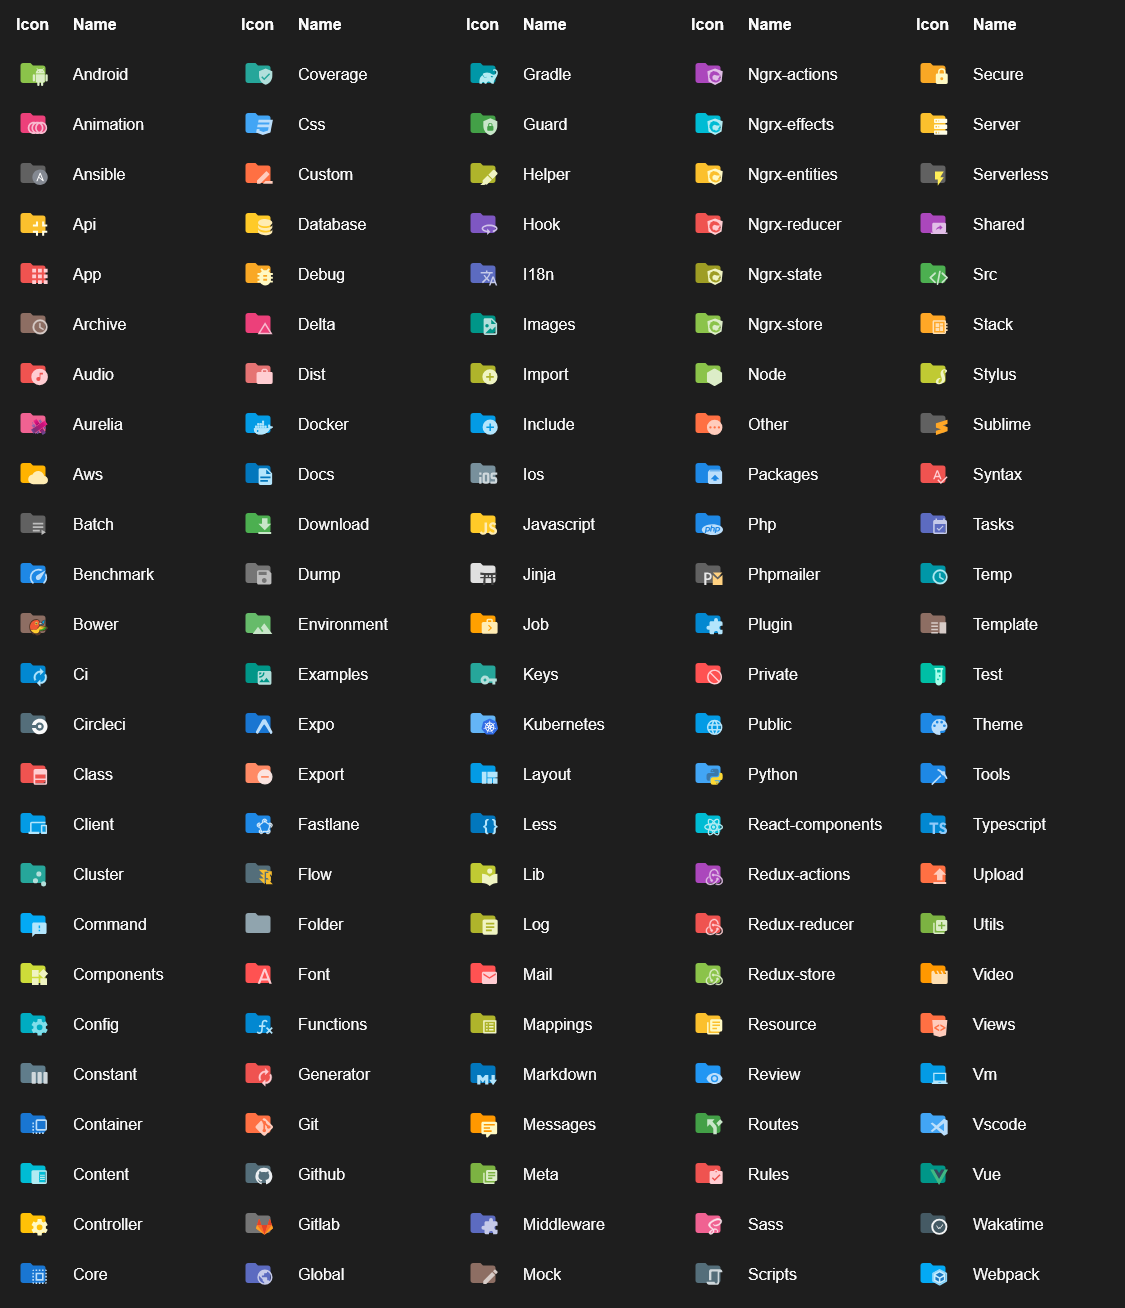 Icon Name Icon Name Icon Name Icon Name Icon Name
Android Coverage Gradle Ngrx-actions Secure
Animation Css Guard Ngrx-effects Server
Ansible Custom Helper Ngrx-entities Serverless
Api Database Hook Ngrx-reducer Shared
App Debug I18n Ngrx-state Src
Archive Delta Images Ngrx-store Stack
Audio Dist Import Node Stylus
Aurelia Docker Include Other Sublime
Aws Docs Ios Packages Syntax
Batch Download Javascript Php Tasks
Benchmark Dump Jinja Phpmailer Temp
Bower Environment Job Plugin Template
Ci Examples Keys Private Test
Circleci Expo Kubernetes Public Theme
Class Export Layout Python Tools
Client Fastlane Less React-components Typescript
Cluster Flow Lib Redux-actions Upload
Command Folder Log Redux-reducer Utils
Components Font Mail Redux-store Video
Config Functions Mappings Resource Views
Constant Generator Markdown Review Vm
Container Git Messages Routes Vscode
Content Github Meta Rules Vue
Controller Gitlab Middleware Sass Wakatime
Core Global Mock Scripts Webpack